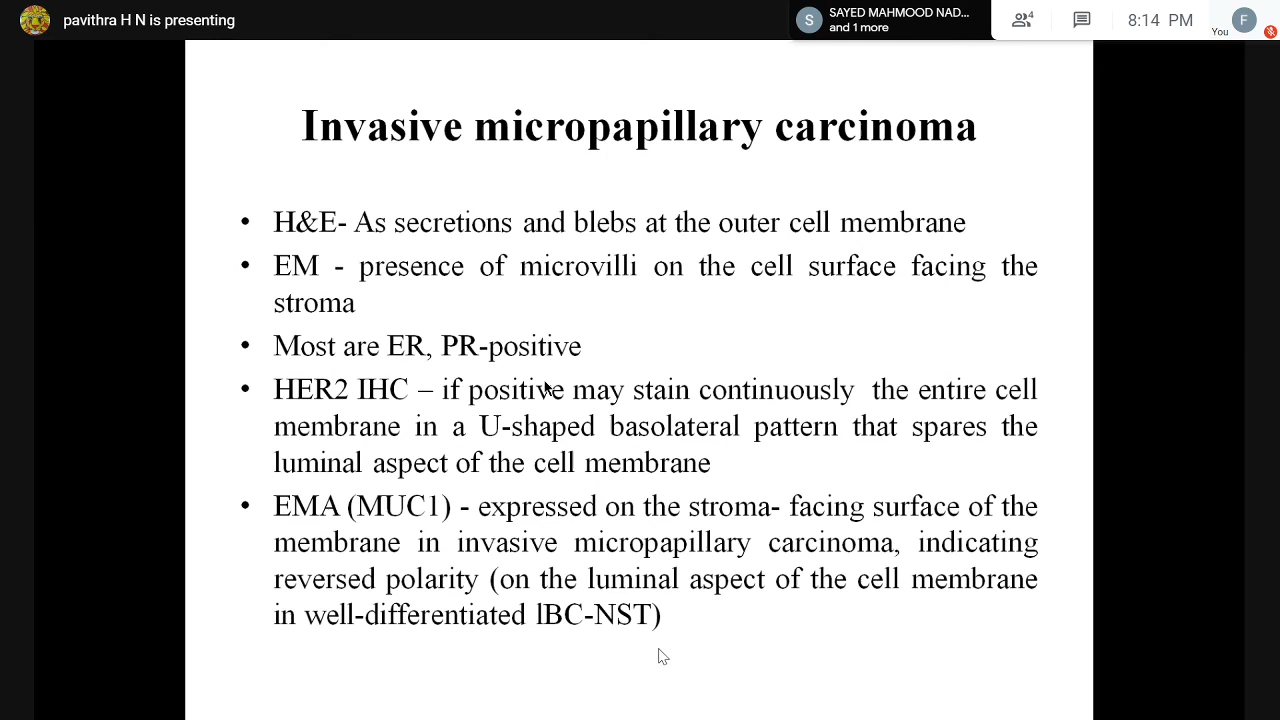 pavithra H N is presenting
S
SAYED MAHMOOD NAD...
and 1 more
4
8:14 PM
You
F
Invasive micropapillary carcinoma
• H&E- As secretions and blebs at the outer cell membrane
• EM - presence of microvilli on the cell surface facing the
stroma
• Most are ER, PR-positive
• HER2 IHC – if positive may stain continuously the entire cell
membrane in a U-shaped basolateral pattern that spares the
luminal aspect of the cell membrane
• EMA (MUC1) - expressed on the stroma- facing surface of the
membrane in invasive micropapillary carcinoma, indicating
reversed polarity (on the luminal aspect of the cell membrane
in well-differentiated lBC-NST)